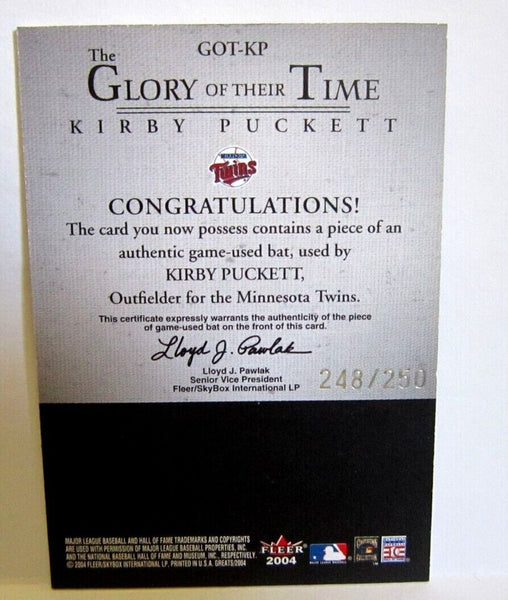 GOT-KP
The
GLORY OF THEIR TIME
KIRBY PUCKETT
MINNESOTA
Twins
CONGRATULATIONS!
The card you now possess contains a piece of an
authentic game-used bat, used by
KIRBY PUCKETT,
Outfielder for the Minnesota Twins.
This certificate expressly warrants the authenticity of the piece
of game-used bat on the front of this card.
Lloyd J. Pawlak
Lloyd J. Pawlak
Senior Vice President
Fleer/SkyBox International LP
248/250
MAJOR LEAGUE BASEBALL AND HALL OF FAME TRADEMARKS AND COPYRIGHTS
ARE USED WITH PERMISSION OF MAJOR LEAGUE BASEBALL PROPERTIES, INC.
AND THE NATIONAL BASEBALL HALL OF FAME AND MUSEUM, INC., RESPECTIVELY.
© 2004 FLEER/SKYBOX INTERNATIONAL LP. PRINTED IN U.S.A. GREATS/2004
FLEER
2004